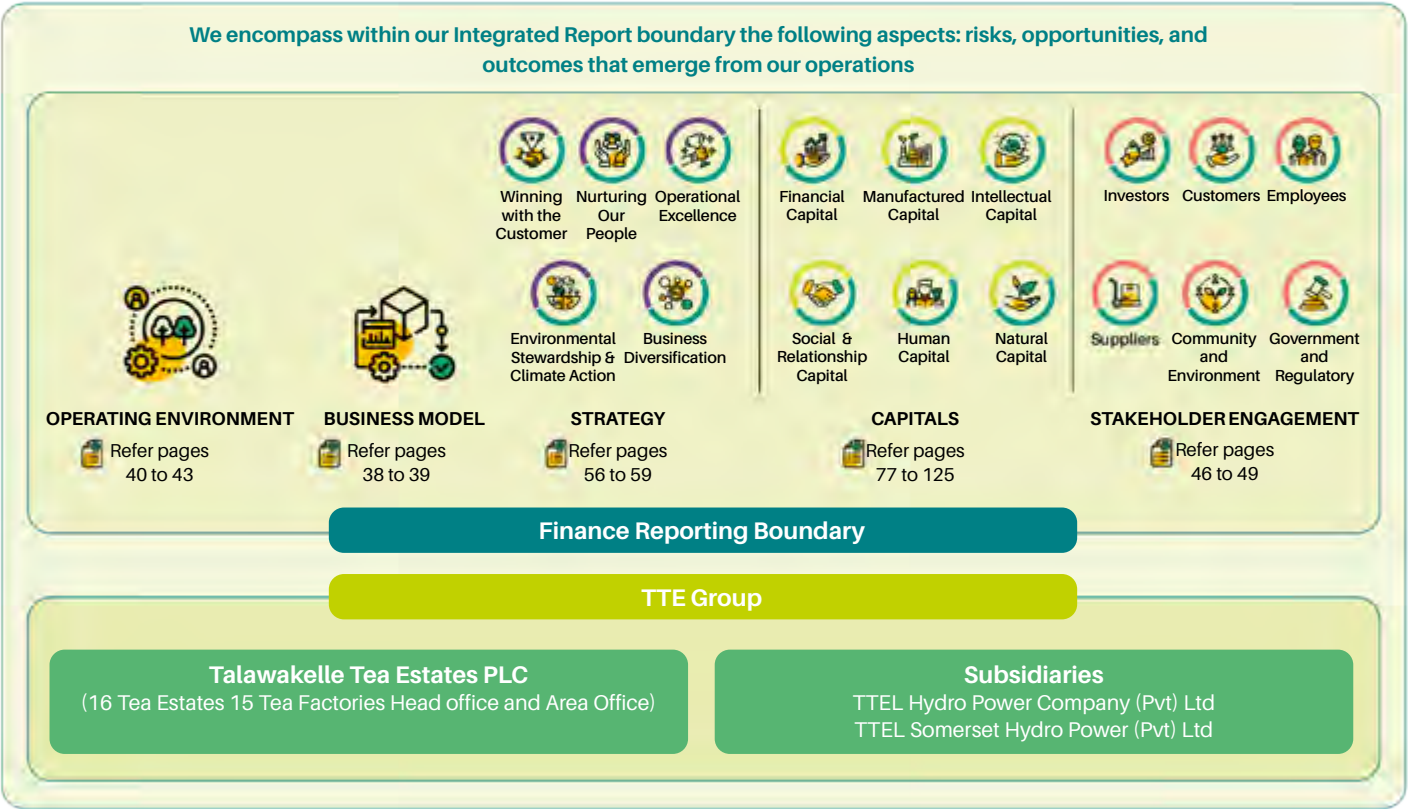 We encompass within our Integrated Report boundary the following aspects: risks, opportunities, and
outcomes that emerge from our operations
Winning
with the
Customer
Nurturing
Our
People
Operational
Excellence
Environmental
Stewardship &
Climate Action
Business
Diversification
Financial
Capital
Manufactured
Capital
Intellectual
Capital
Social &
Relationship
Capital
Human
Capital
Natural
Capital
Investors
Customers
Employees
Suppliers
Community
and
Environment
Government
and
Regulatory
OPERATING ENVIRONMENT
Refer pages
40 to 43
BUSINESS MODEL
Refer pages
38 to 39
STRATEGY
Refer pages
56 to 59
CAPITALS
Refer pages
77 to 125
STAKEHOLDER ENGAGEMENT
Refer pages
46 to 49
Finance Reporting Boundary
TTE Group
Talawakelle Tea Estates PLC
(16 Tea Estates 15 Tea Factories Head office and Area Office)
Subsidiaries
TTEL Hydro Power Company (Pvt) Ltd
TTEL Somerset Hydro Power (Pvt) Ltd